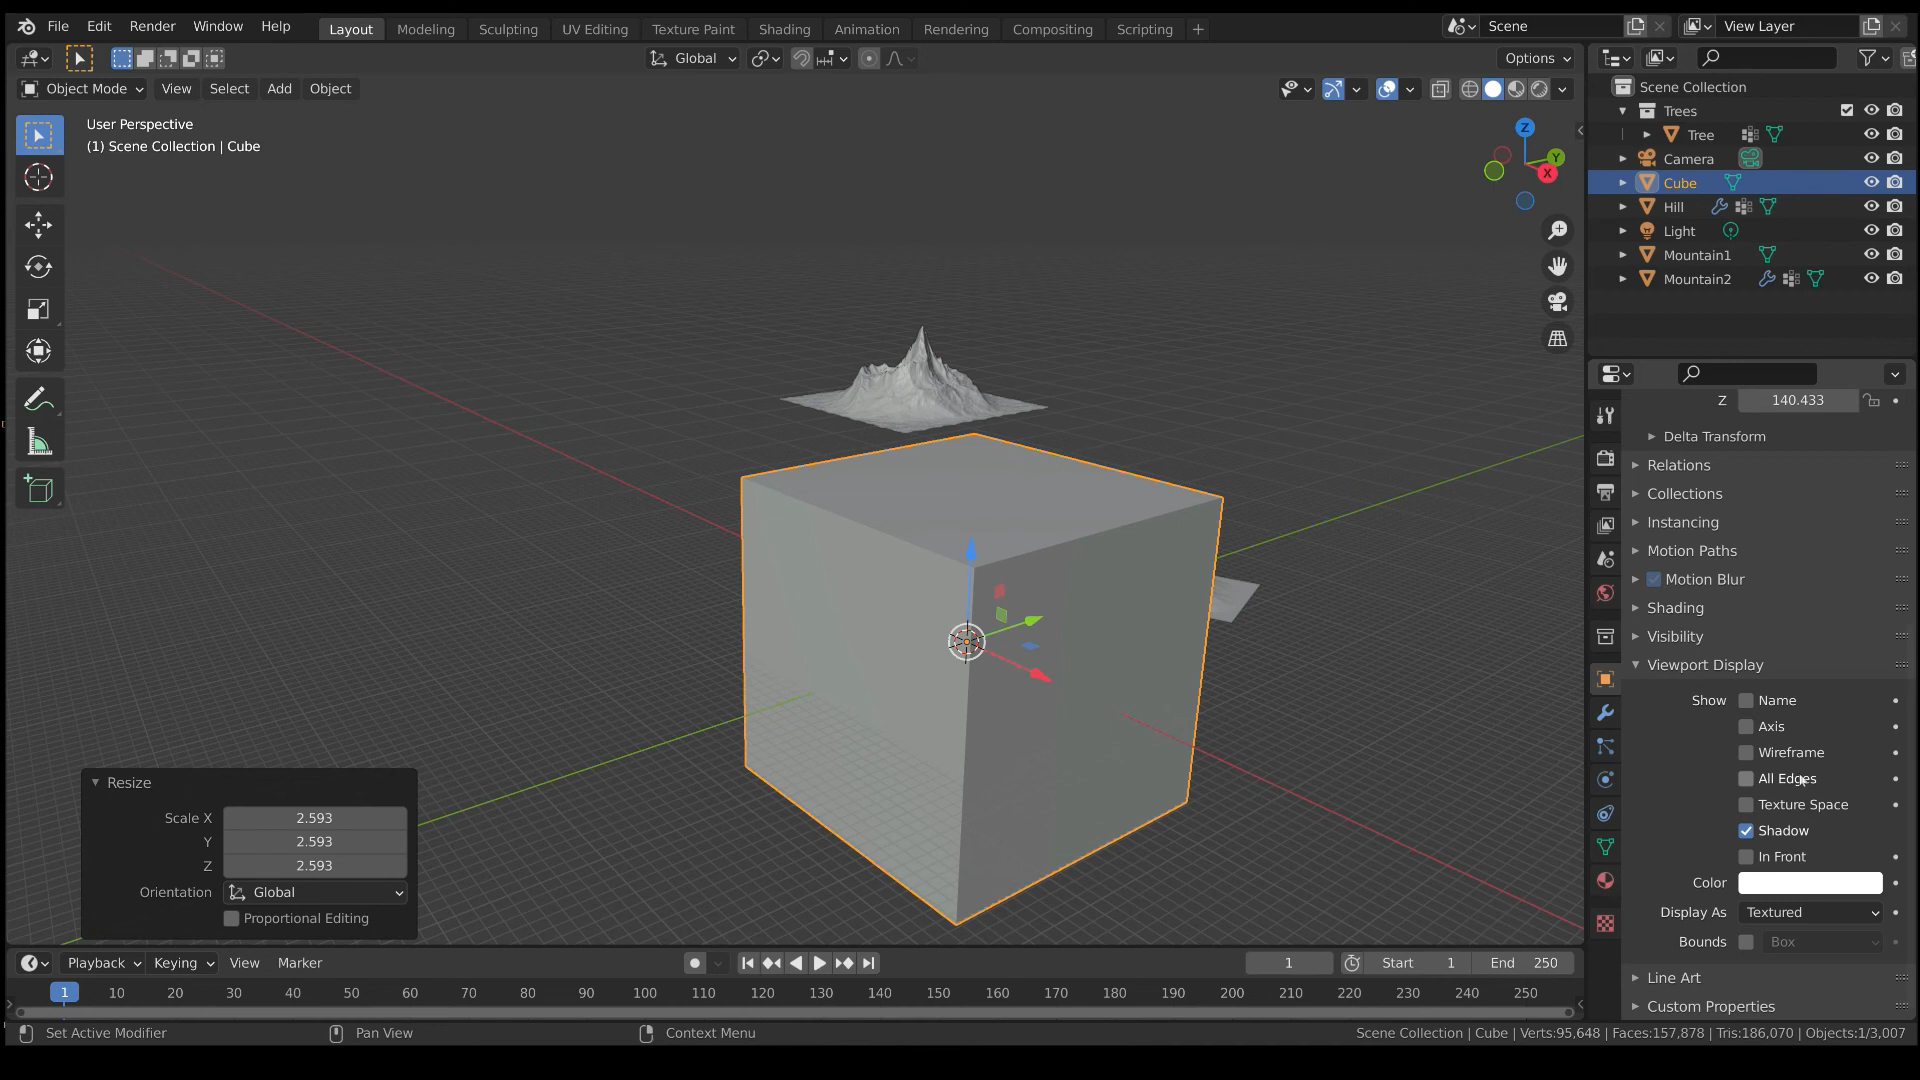 File Edit Render Window Help Layout Modeling Sculpting UV Editing Texture Paint Shading Animation Rendering Compositing Scripting + Scene View Layer
Global Options
Object Mode View Select Add Object
User Perspective
(1) Scene Collection | Cube
Z
Y
X
Scene Collection
Trees
Tree
Camera
Cube
Hill
Light
Mountain1
Mountain2
Z 140.433
Delta Transform
Relations
Collections
Instancing
Motion Paths
Motion Blur
Shading
Visibility
Viewport Display
Show Name
Axis
Wireframe
All Edges
Texture Space
Shadow
In Front
Color
Display As Textured
Bounds Box
Line Art
Custom Properties
Resize
Scale X 2.593
Y 2.593
Z 2.593
Orientation Global
Proportional Editing
Playback Keying View Marker 1 Start 1 End 250
1 10 20 30 40 50 60 70 80 90 100 110 120 130 140 150 160 170 180 190 200 210 220 230 240 250
Set Active Modifier Pan View Context Menu Scene Collection | Cube | Verts:95,648 | Faces:157,878 | Tris:186,070 | Objects:1/3,007